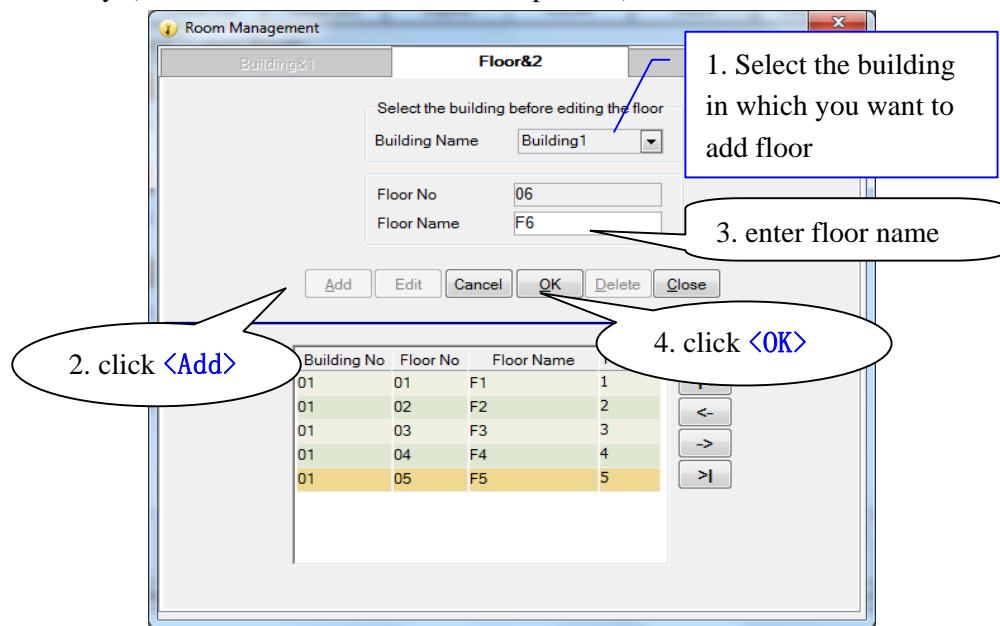 Room Management
x
Building&1
Floor&2
1. Select the building
in which you want to
add floor
Select the building before editing the floor
Building Name
Building1
Floor No
06
Floor Name
F6
3. enter floor name
Add
Edit
Cancel
OK
Delete
Close
2. click <Add>
4. click <OK>
Building No Floor No Floor Name
01 01 F1 1
01 02 F2 2
01 03 F3 3
01 04 F4 4
01 05 F5 5
<-
->
>|